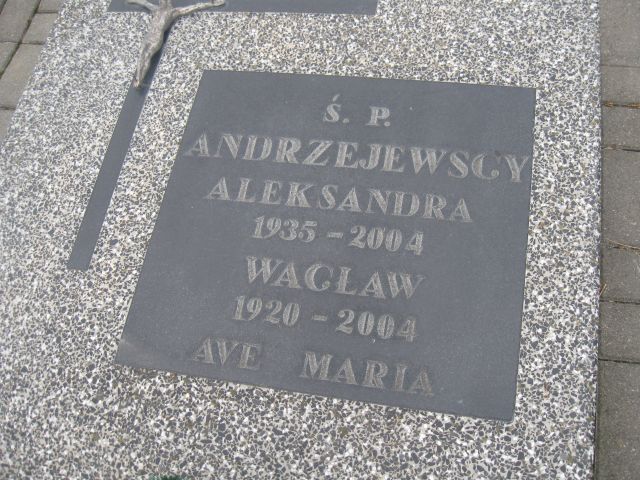 Ś. P.
ANDRZEJEWSCY
ALEKSANDRA
1935 - 2004
WACŁAW
1920 - 2004
AVE MARIA